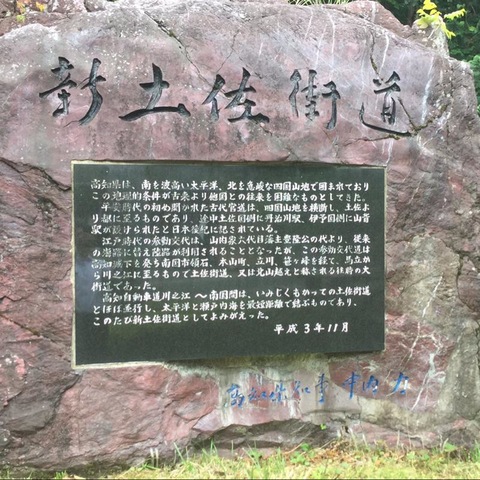 新土佐街道
高知県は、南を波高い太平洋、北を急峻な四国山地で囲まれており
この地理的条件が古来より他国との往来を困難なものとしてきた。
平安時代の初め開かれた古代官道は、四国山地を横断し、土佐よ
り都に至るものであり、途中土佐国側に丹治川駅、伊予国側に山背
駅が設けられたと日本後紀に記されている。
江戸時代の参勤交代は、山内家六代目藩主豊隆公の代より、従来
の海路に替え陸路が利用されることとなったが、この参勤交代道は
高知城下を発ち南国市領石、本山町、立川、笹ヶ峰を経て、馬立か
ら川之江に至るもので土佐街道、又は北山越えと称される往時の大
街道であった。
高知自動車道川之江〜南国間は、いみじくもかっての土佐街道
とほぼ並行し、太平洋と瀬戸内海を最短距離で結ぶものであり、
このたび新土佐街道としてよみがえった。
平成3年11月
高知県知事 中内 力